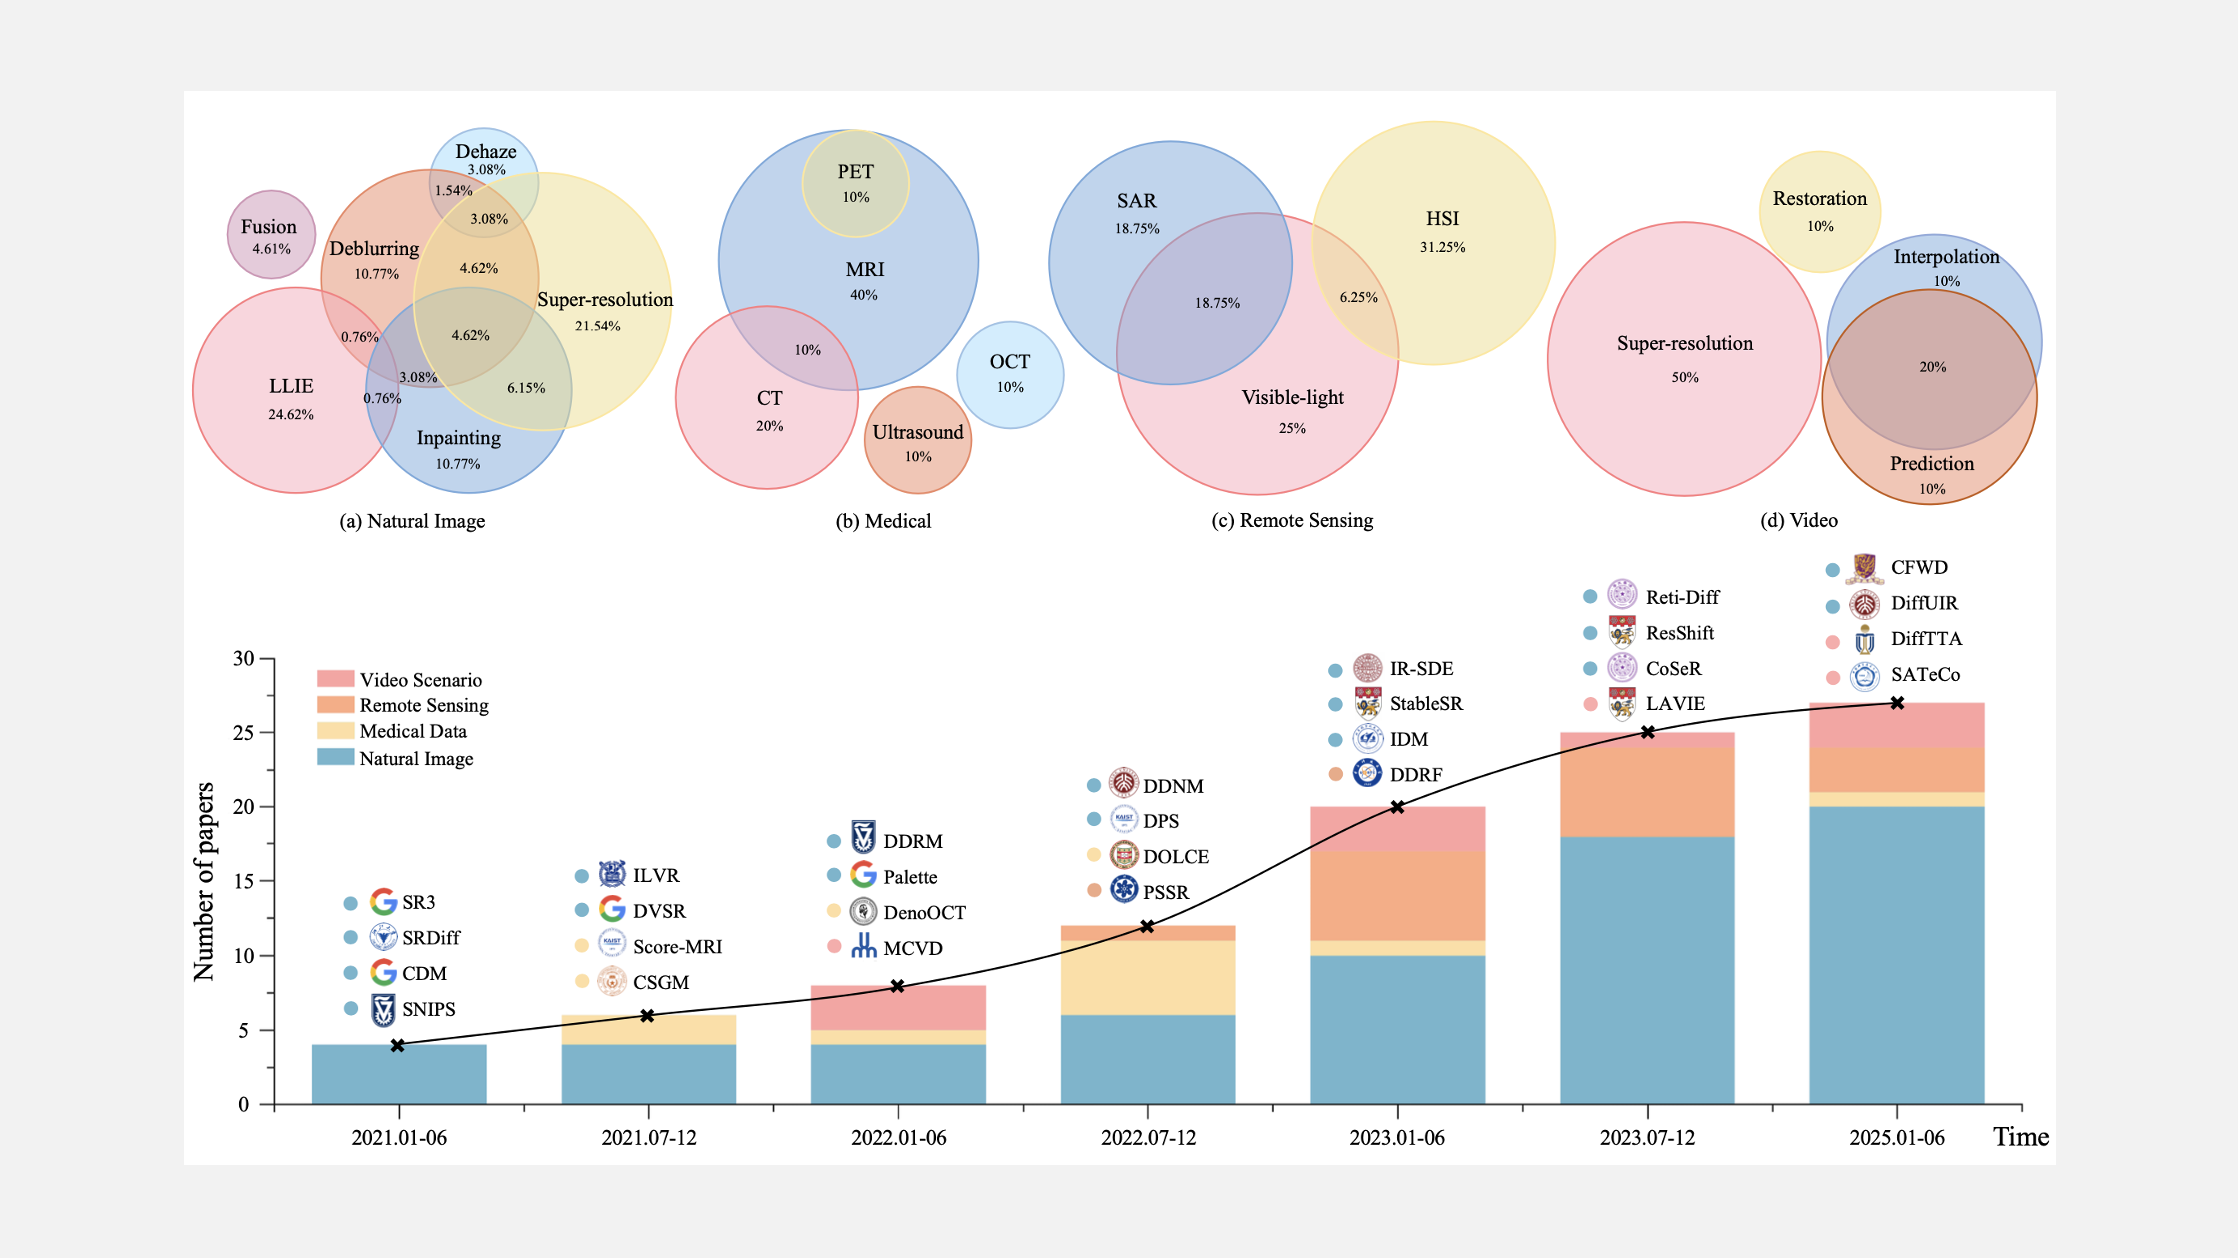 Dehaze
3.08%
1.54%
3.08%
Fusion
4.61%
Deblurring
10.77%
4.62%
Super-resolution
21.54%
0.76%
4.62%
LLIE
24.62%
3.08%
0.76%
6.15%
Inpainting
10.77%
(a) Natural Image
PET
10%
MRI
40%
10%
CT
20%
OCT
10%
Ultrasound
10%
(b) Medical
SAR
18.75%
HSI
31.25%
18.75%
6.25%
Visible-light
25%
(c) Remote Sensing
Restoration
10%
Interpolation
10%
Super-resolution
50%
20%
Prediction
10%
(d) Video
Number of papers
30
25
20
15
10
5
0
Video Scenario
Remote Sensing
Medical Data
Natural Image
SR3
SRDiff
CDM
SNIPS
ILVR
DVSR
KAIST
Score-MRI
CSGM
DDRM
Palette
DenoOCT
MCVD
DDNM
KAIST
DPS
DOLCE
PSSR
IR-SDE
StableSR
IDM
DDRF
Reti-Diff
ResShift
CoSeR
LAVIE
CFWD
DiffUIR
DiffTTA
SATeCo
2021.01-06
2021.07-12
2022.01-06
2022.07-12
2023.01-06
2023.07-12
2025.01-06
Time